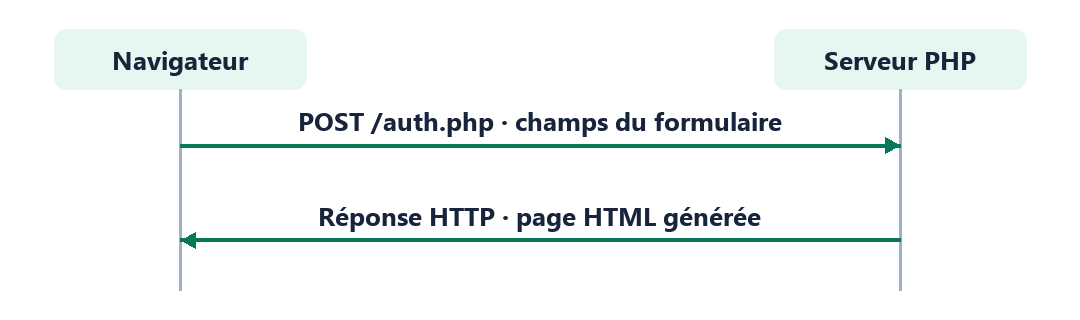 Navigateur
Serveur PHP
POST /auth.php · champs du formulaire
Réponse HTTP · page HTML générée